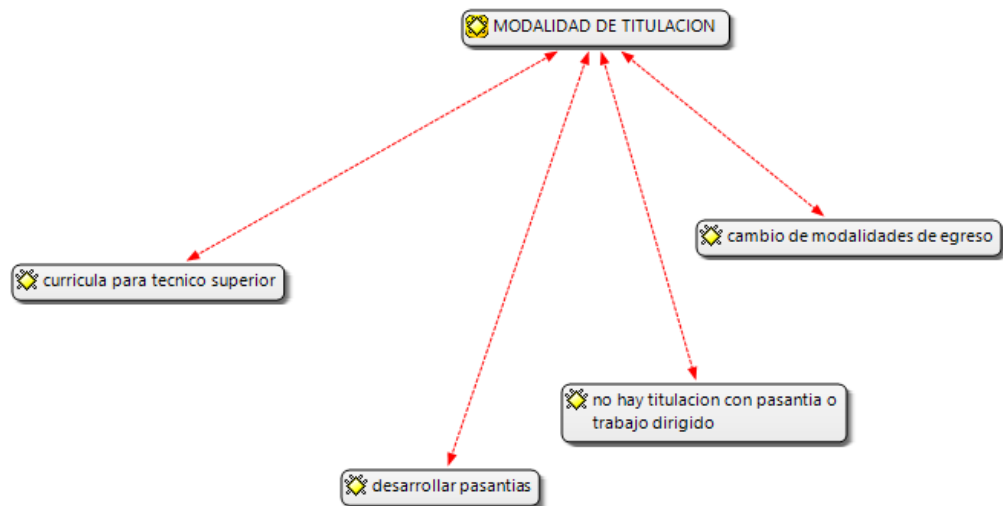 MODALIDAD DE TITULACION
cambio de modalidades de egreso
curricula para tecnico superior
no hay titulacion con pasantia o
trabajo dirigido
desarrollar pasantias